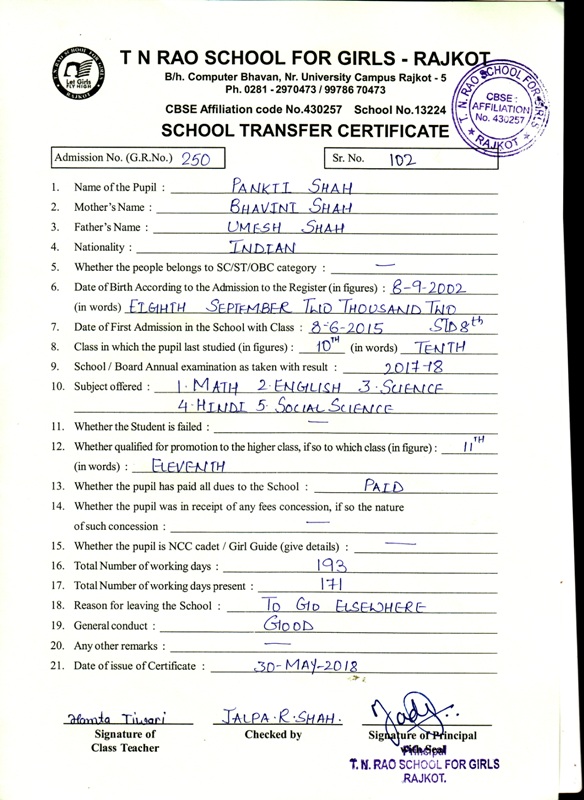 T N RAO SCHOOL FOR GIRLS - RAJKOT
Let Girls
FLY HIGH
B/h. Computer Bhavan, Nr. University Campus Rajkot - 5
Ph. 0281 - 2970473 / 99786 70473
CBSE Affiliation code No.430257 School No.13224
SCHOOL TRANSFER CERTIFICATE
T. N. RAO SCHOOL FOR GIRLS
CBSE :
AFFILIATION
No. 430257
RAJKOT
Admission No. (G.R.No.) 250 Sr. No. 102
1. Name of the Pupil : PANKTI SHAH
2. Mother's Name : BHAVINI SHAH
3. Father's Name : UMESH SHAH
4. Nationality : INDIAN
5. Whether the people belongs to SC/ST/OBC category : —
6. Date of Birth According to the Admission to the Register (in figures) : 8-9-2002
(in words) EIGHTH SEPTEMBER TWO THOUSAND TWO
7. Date of First Admission in the School with Class : 8-6-2015 STD 8th
8. Class in which the pupil last studied (in figures) : 10TH (in words) TENTH
9. School / Board Annual examination as taken with result : 2017-18
10. Subject offered : 1. MATH 2. ENGLISH 3. SCIENCE
4. HINDI 5. SOCIAL SCIENCE
11. Whether the Student is failed : —
12. Whether qualified for promotion to the higher class, if so to which class (in figure) : 11TH
(in words) : ELEVENTH
13. Whether the pupil has paid all dues to the School : PAID
14. Whether the pupil was in receipt of any fees concession, if so the nature
of such concession : —
15. Whether the pupil is NCC cadet / Girl Guide (give details) : —
16. Total Number of working days : 193
17. Total Number of working days present : 171
18. Reason for leaving the School : TO GO ELSEWHERE
19. General conduct : GOOD
20. Any other remarks : —
21. Date of issue of Certificate : 30-MAY-2018
Tiwari JALPA.R.SHAH.
Signature of Checked by Signature of Principal
Class Teacher With Seal
T. N. RAO SCHOOL FOR GIRLS
RAJKOT.